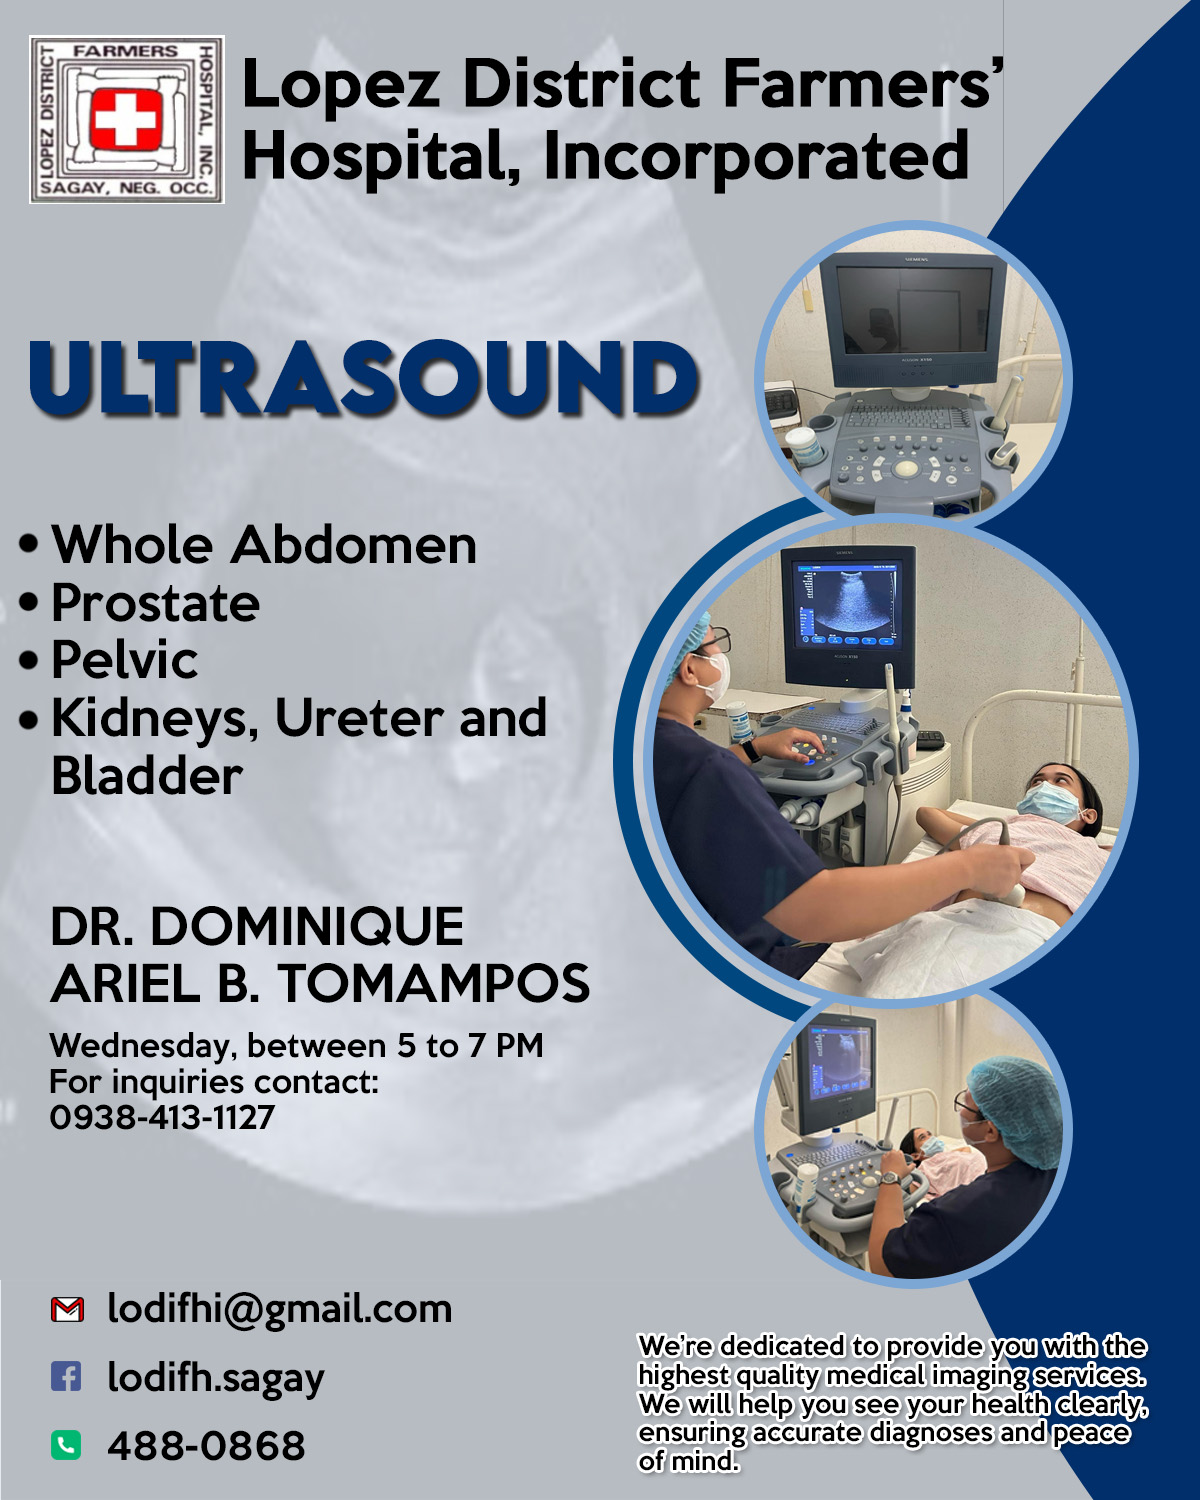 FARMERS
LOPEZ DISTRICT
HOSPITAL, INC.
SAGAY, NEG. OCC.
Lopez District Farmers’
Hospital, Incorporated
ULTRASOUND
• Whole Abdomen
• Prostate
• Pelvic
• Kidneys, Ureter and
Bladder
DR. DOMINIQUE
ARIEL B. TOMAMPOS
Wednesday, between 5 to 7 PM
For inquiries contact:
0938-413-1127
SIEMENS
SIEMENS
lodifhi@gmail.com
lodifh.sagay
488-0868
We’re dedicated to provide you with the
highest quality medical imaging services.
We will help you see your health clearly,
ensuring accurate diagnoses and peace
of mind.